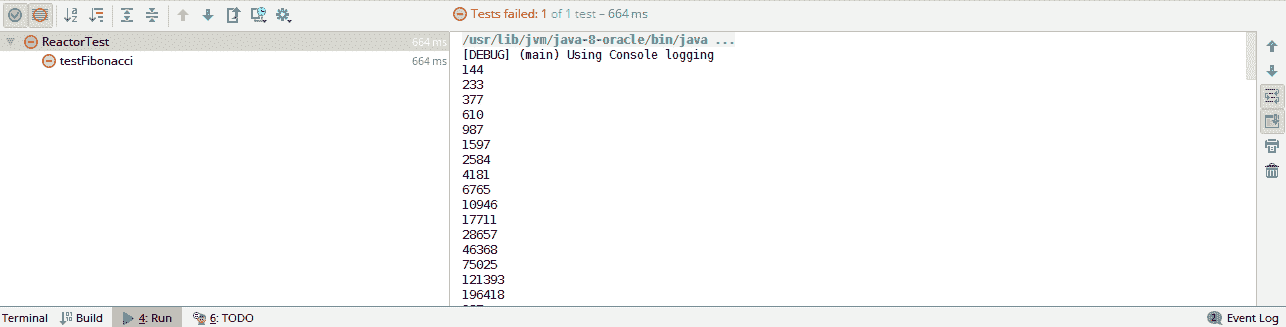 Tests failed: 1 of 1 test – 664 ms
ReactorTest 664 ms
testFibonacci 664 ms
/usr/lib/jvm/java-8-oracle/bin/java ...
[DEBUG] (main) Using Console logging
144
233
377
610
987
1597
2584
4181
6765
10946
17711
28657
46368
75025
121393
196418
Terminal Build 4: Run 6: TODO 2 Event Log